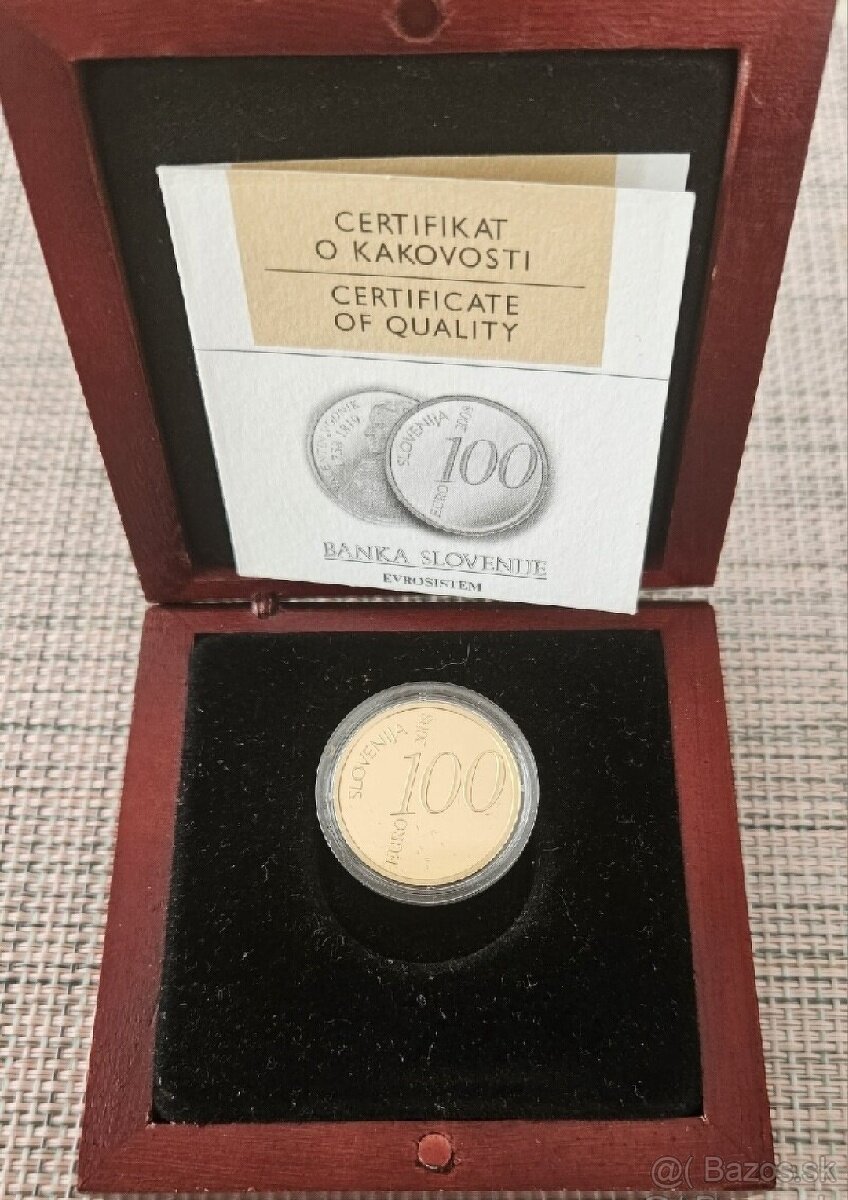 CERTIFIKAT
O KAKOVOSTI
CERTIFICATE
OF QUALITY
SLOVENIJA
100
EURO
BANKA SLOVENIJE
EVROSISTEM
SLOVENIJA
100
EURO
@( Bazos.sk